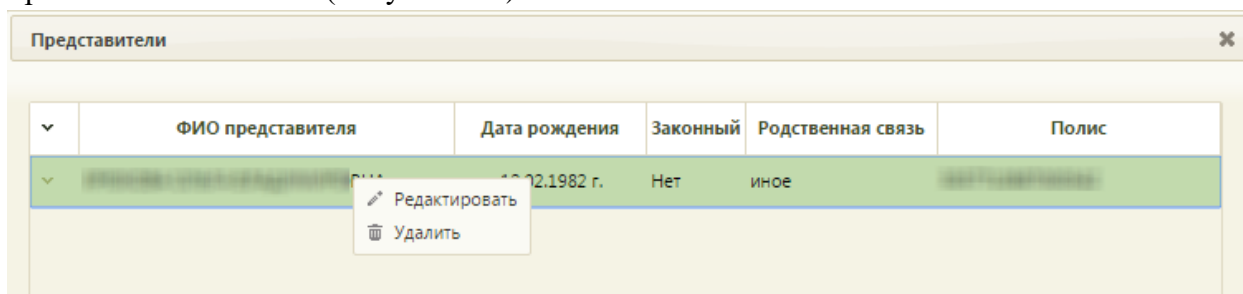 Представители
ФИО представителя Дата рождения Законный Родственная связь Полис
02.1982 г. Нет иное
Редактировать
Удалить